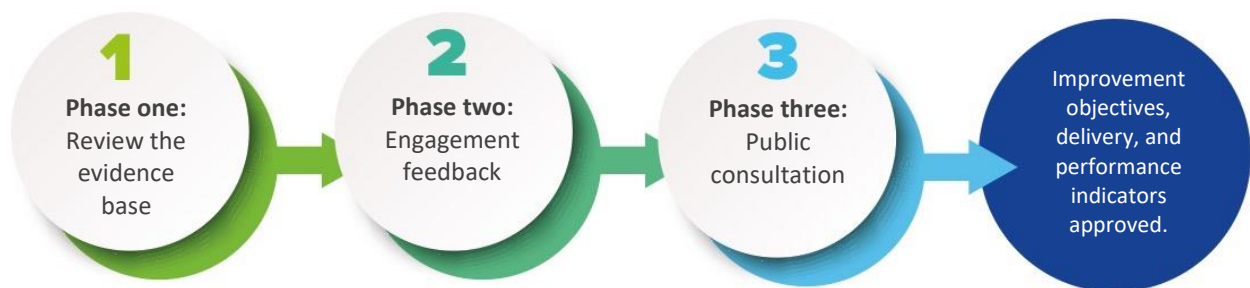 1
Phase one:
Review the
evidence
base
2
Phase two:
Engagement
feedback
3
Phase three:
Public
consultation
Improvement
objectives,
delivery, and
performance
indicators
approved.